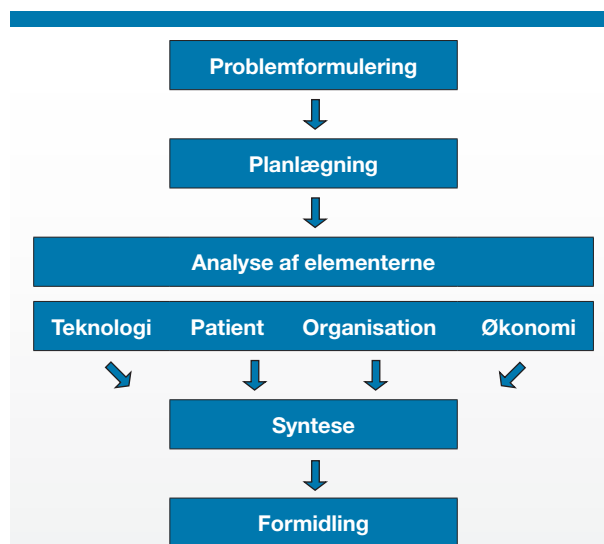 Problemformulering
Planlægning
Analyse af elementerne
Teknologi Patient Organisation Økonomi
Syntese
Formidling